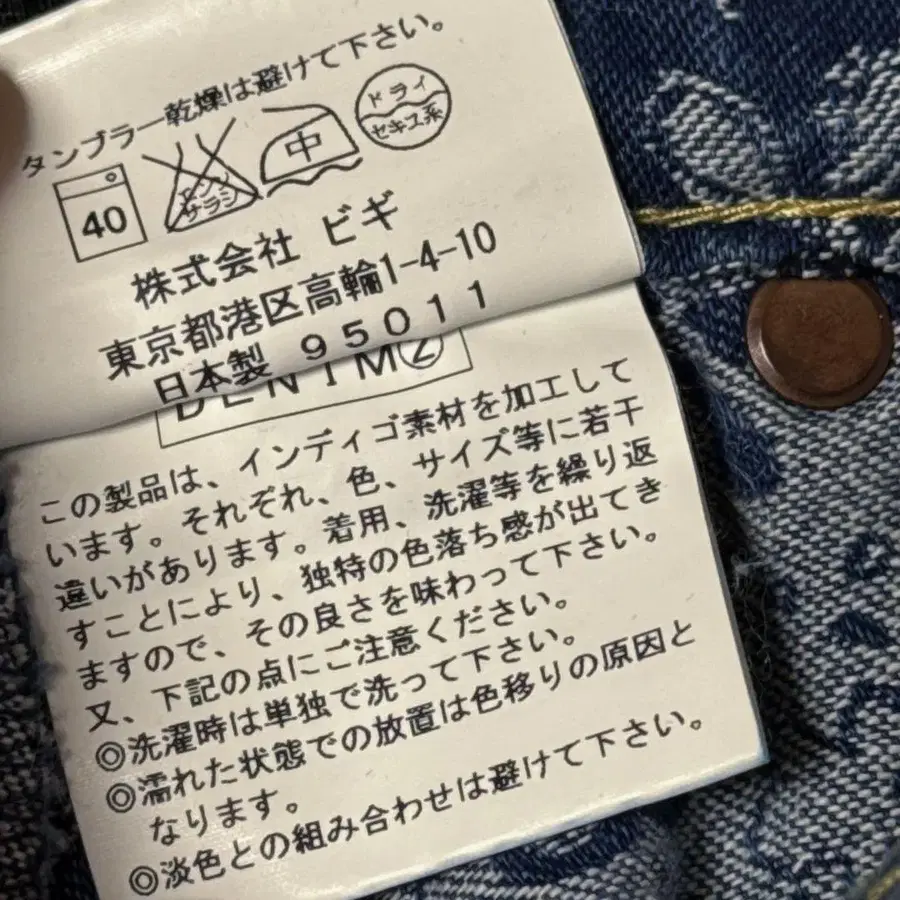 タンブラー乾燥は避けて下さい。
40
エンソ
サラシ
中
ドライ
セキユ系
株式会社 ビギ
東京都港区高輪1-4-10
日本製 95011
DENIM②
この製品は、インディゴ素材を加工して
います。それぞれ、色、サイズ等に若干
違いがあります。着用、洗濯等を繰り返
すことにより、独特の色落ち感が出てき
ますので、その良さを味わって下さい。
又、下記の点にご注意ください。
◎洗濯時は単独で洗って下さい。
◎濡れた状態での放置は色移りの原因と
なります。
◎淡色との組み合わせは避けて下さい。